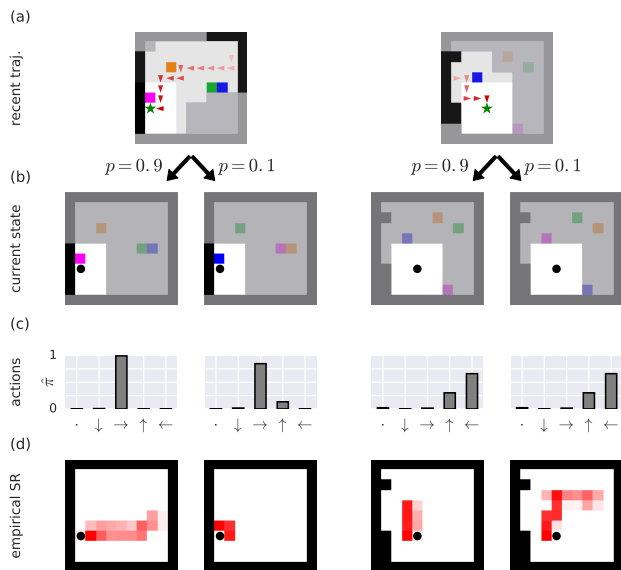 (a)
recent traj.
p = 0.9
p = 0.1
p = 0.9
p = 0.1
(b)
current state
(c)
actions
1
π̂
0
· ↓ → ↑ ←
· ↓ → ↑ ←
· ↓ → ↑ ←
· ↓ → ↑ ←
(d)
empirical SR